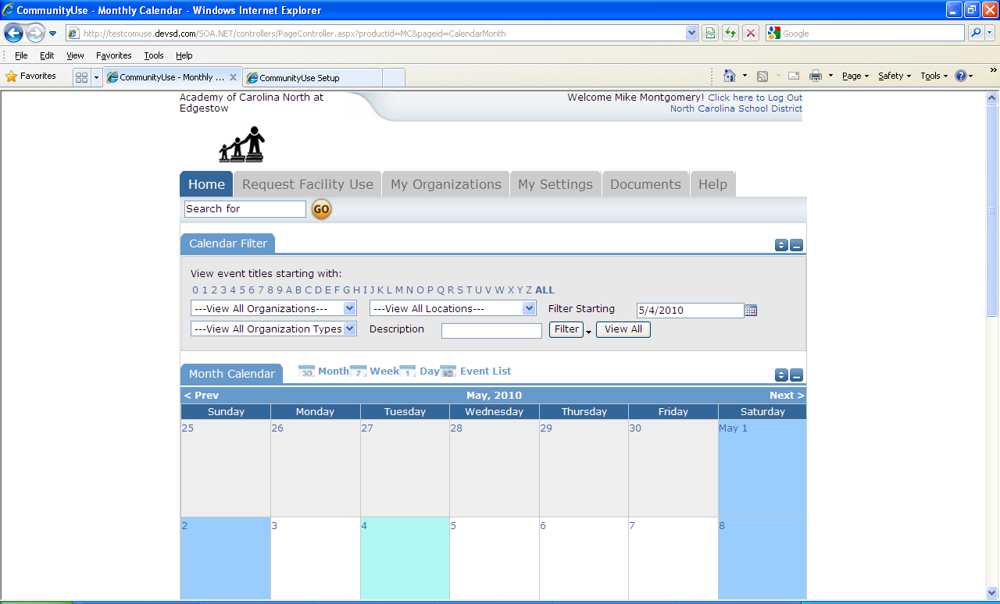 CommunityUse - Monthly Calendar - Windows Internet Explorer
http://testcomuse.devsd.com/SOA.NET/controllers/PageController.aspx?productid=MC&pageid=CalendarMonth
Google
File Edit View Favorites Tools Help
Favorites
CommunityUse - Monthly ...
CommunityUse Setup
Page
Safety
Tools
Academy of Carolina North at
Edgestow
Welcome Mike Montgomery! Click here to Log Out
North Carolina School District
Home
Request Facility Use
My Organizations
My Settings
Documents
Help
Search for
GO
Calendar Filter
View event titles starting with:
0 1 2 3 4 5 6 7 8 9 A B C D E F G H I J K L M N O P Q R S T U V W X Y Z ALL
---View All Organizations---
---View All Locations---
Filter Starting
5/4/2010
---View All Organization Types
Description
Filter
View All
Month Calendar
30 Month
7 Week
1 Day
Event List
< Prev
May, 2010
Next >
Sunday Monday Tuesday Wednesday Thursday Friday Saturday
25 26 27 28 29 30 May 1
2 3 4 5 6 7 8